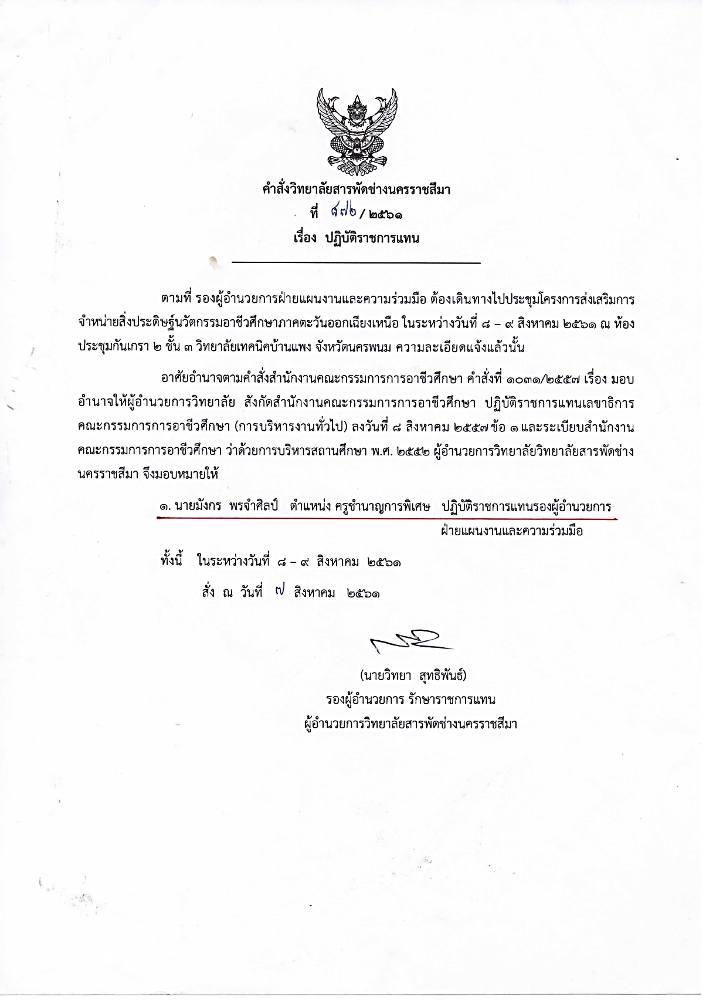 คำสั่งวิทยาลัยสารพัดช่างนครราชสีมา
ที่ ๘๗๒ / ๒๕๖๑
เรื่อง ปฏิบัติราชการแทน
ตามที่ รองผู้อำนวยการฝ่ายแผนงานและความร่วมมือ ต้องเดินทางไปประชุมโครงการส่งเสริมการ
จำหน่ายสิ่งประดิษฐ์นวัตกรรมอาชีวศึกษาภาคตะวันออกเฉียงเหนือ ในระหว่างวันที่ ๘ – ๙ สิงหาคม ๒๕๖๑ ณ ห้อง
ประชุมกันเกรา ๒ ชั้น ๓ วิทยาลัยเทคนิคบ้านแพง จังหวัดนครพนม ความละเอียดแจ้งแล้วนั้น
อาศัยอำนาจตามคำสั่งสำนักงานคณะกรรมการการอาชีวศึกษา คำสั่งที่ ๑๐๓๑/๒๕๕๗ เรื่อง มอบ
อำนาจให้ผู้อำนวยการวิทยาลัย สังกัดสำนักงานคณะกรรมการการอาชีวศึกษา ปฏิบัติราชการแทนเลขาธิการ
คณะกรรมการการอาชีวศึกษา (การบริหารงานทั่วไป) ลงวันที่ ๘ สิงหาคม ๒๕๕๗ ข้อ ๑ และระเบียบสำนักงาน
คณะกรรมการการอาชีวศึกษา ว่าด้วยการบริหารสถานศึกษา พ.ศ. ๒๕๕๒ ผู้อำนวยการวิทยาลัยวิทยาลัยสารพัดช่าง
นครราชสีมา จึงมอบหมายให้
๑. นายมังกร พรจำศิลป์ ตำแหน่ง ครูชำนาญการพิเศษ ปฏิบัติราชการแทนรองผู้อำนวยการ
ฝ่ายแผนงานและความร่วมมือ
ทั้งนี้ ในระหว่างวันที่ ๘ – ๙ สิงหาคม ๒๕๖๑
สั่ง ณ วันที่ ๗ สิงหาคม ๒๕๖๑
(นายวิทยา สุทธิพันธ์)
รองผู้อำนวยการ รักษาราชการแทน
ผู้อำนวยการวิทยาลัยสารพัดช่างนครราชสีมา